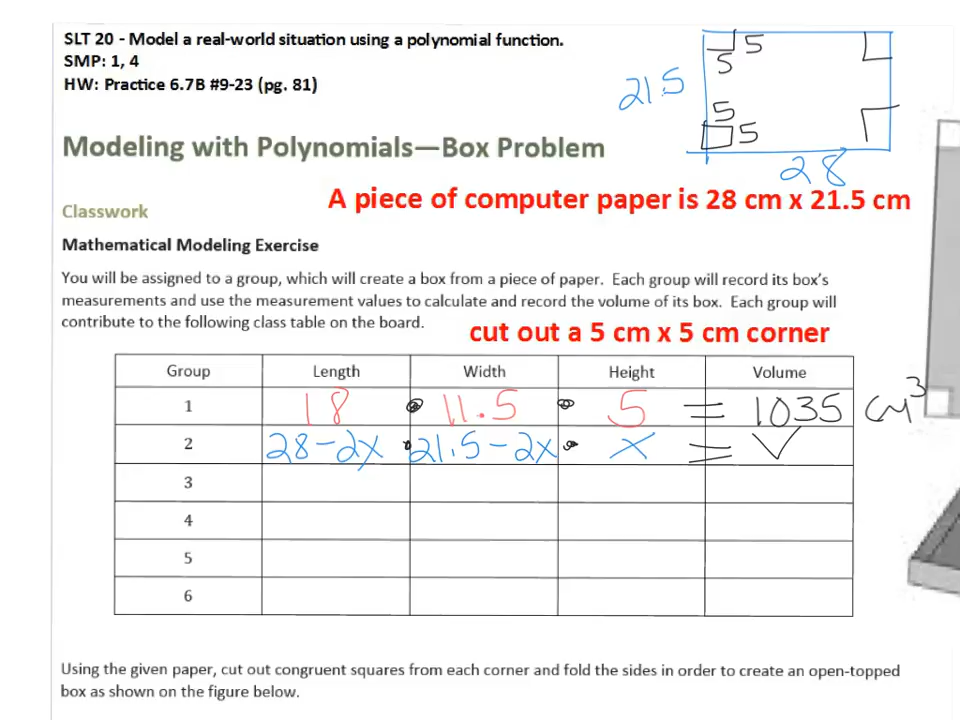 SLT 20 - Model a real-world situation using a polynomial function.
SMP: 1, 4
HW: Practice 6.7B #9-23 (pg. 81)
5
5
21.5
5
5
28
Modeling with Polynomials—Box Problem
A piece of computer paper is 28 cm x 21.5 cm
Classwork
Mathematical Modeling Exercise
You will be assigned to a group, which will create a box from a piece of paper. Each group will record its box's
measurements and use the measurement values to calculate and record the volume of its box. Each group will
contribute to the following class table on the board.
cut out a 5 cm x 5 cm corner
Group Length Width Height Volume
1 18 • 11.5 • 5 = 1035 cm³
2 28-2x • 21.5-2x • x = V
3
4
5
6
Using the given paper, cut out congruent squares from each corner and fold the sides in order to create an open-topped
box as shown on the figure below.